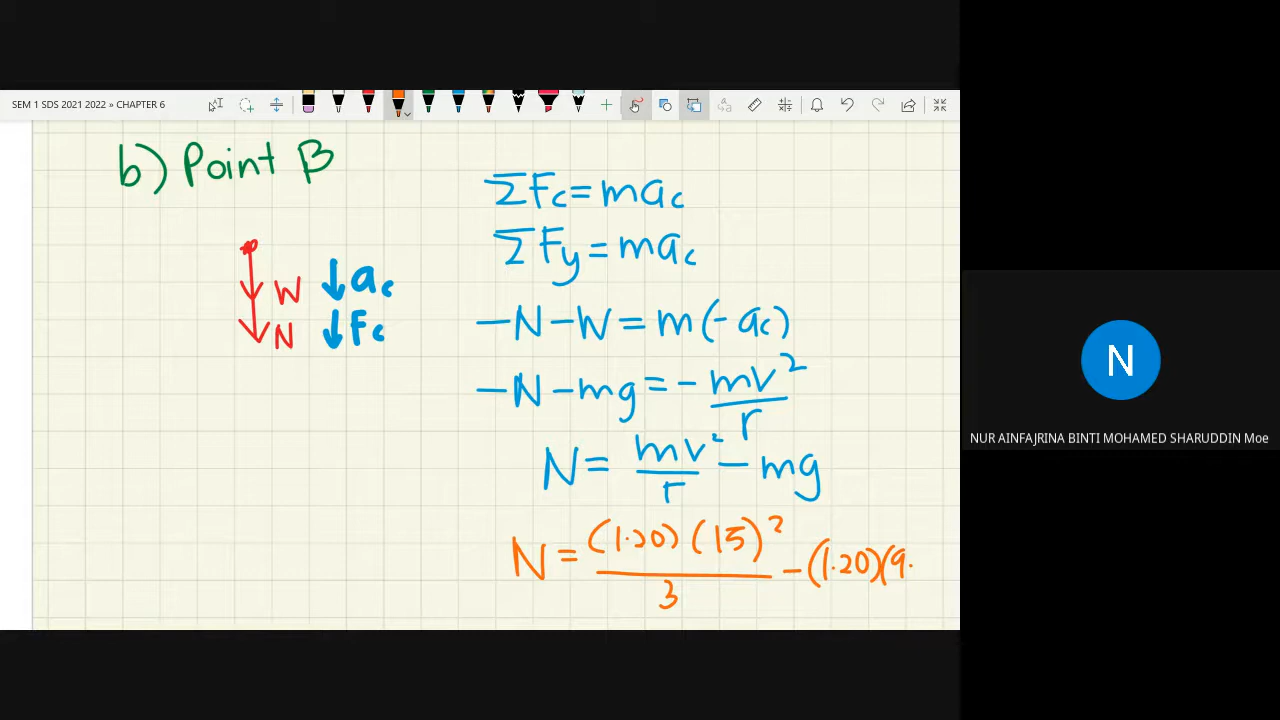 SEM 1 SDS 2021 2022 » CHAPTER 6
b) Point B
W
N
↓ ac
↓ Fc
ΣFc = mac
ΣFy = mac
-N - W = m(-ac)
-N - mg = - mv²/r
N = mv²/r - mg
N = (1.20)(15)²/3 - (1.20)(9.
N
NUR AINFAJRINA BINTI MOHAMED SHARUDDIN Moe